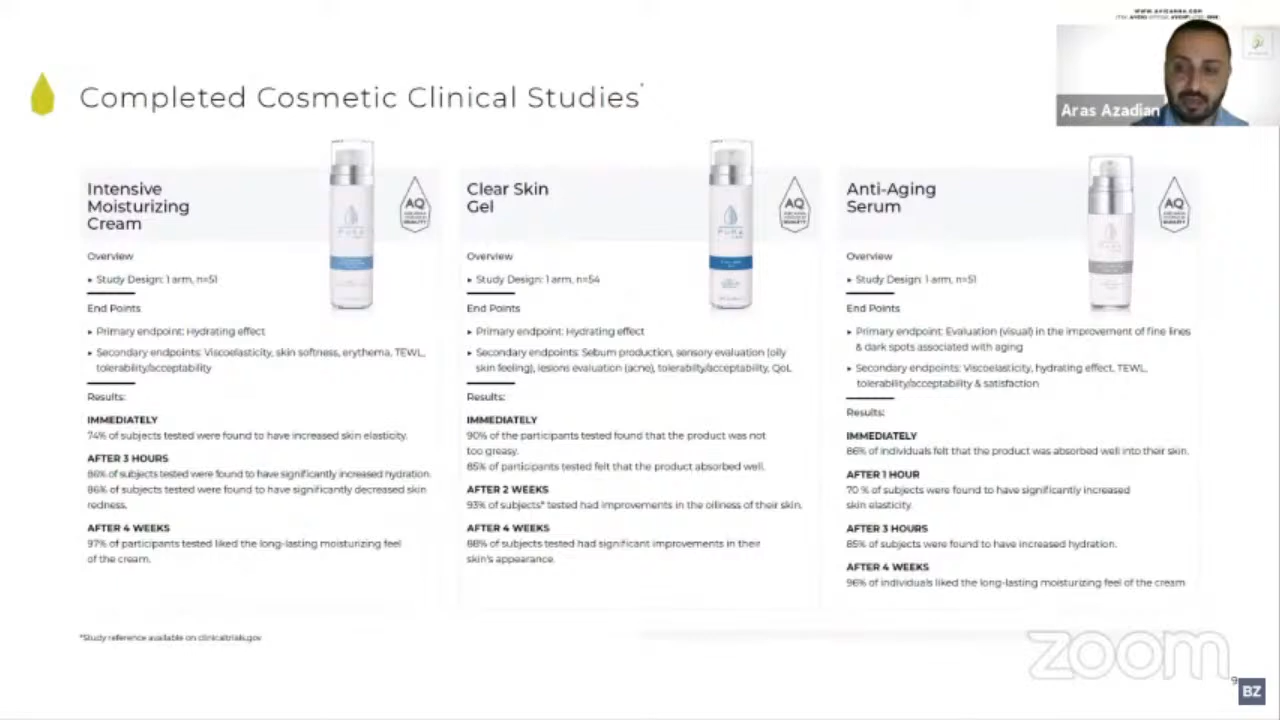 WWW.AVICANNA.COM
Aras Azadian
Completed Cosmetic Clinical Studies*
Intensive
Moisturizing
Cream
AQ
Overview
▸ Study Design: 1 arm, n=51
End Points
▸ Primary endpoint: Hydrating effect
▸ Secondary endpoints: Viscoelasticity, skin softness, erythema, TEWL,
tolerability/acceptability
Results:
IMMEDIATELY
74% of subjects tested were found to have increased skin elasticity.
AFTER 3 HOURS
86% of subjects tested were found to have significantly increased hydration.
86% of subjects tested were found to have significantly decreased skin
redness.
AFTER 4 WEEKS
97% of participants tested liked the long-lasting moisturizing feel
of the cream.
Clear Skin
Gel
PURA
AQ
Overview
▸ Study Design: 1 arm, n=54
End Points
▸ Primary endpoint: Hydrating effect
▸ Secondary endpoints: Sebum production, sensory evaluation (oily
skin feeling), lesions evaluation (acne), tolerability/acceptability, QoL
Results:
IMMEDIATELY
90% of the participants tested found that the product was not
too greasy.
85% of participants tested felt that the product absorbed well.
AFTER 2 WEEKS
93% of subjects* tested had improvements in the oiliness of their skin.
AFTER 4 WEEKS
88% of subjects tested had significant improvements in their
skin's appearance.
Anti-Aging
Serum
AQ
Overview
▸ Study Design: 1 arm, n=51
End Points
▸ Primary endpoint: Evaluation (visual) in the improvement of fine lines
& dark spots associated with aging
▸ Secondary endpoints: Viscoelasticity, hydrating effect, TEWL,
tolerability/acceptability & satisfaction
Results:
IMMEDIATELY
86% of individuals felt that the product was absorbed well into their skin.
AFTER 1 HOUR
70 % of subjects were found to have significantly increased
skin elasticity.
AFTER 3 HOURS
85% of subjects were found to have increased hydration.
AFTER 4 WEEKS
96% of individuals liked the long-lasting moisturizing feel of the cream
*Study reference available on clinicaltrials.gov
zoom
9
BZ